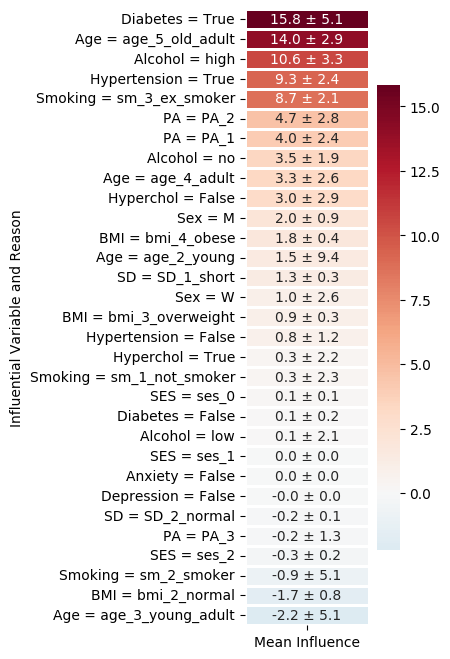 Influential Variable and Reason
Diabetes = True 15.8 ± 5.1
Age = age_5_old_adult 14.0 ± 2.9
Alcohol = high 10.6 ± 3.3
Hypertension = True 9.3 ± 2.4
Smoking = sm_3_ex_smoker 8.7 ± 2.1
PA = PA_2 4.7 ± 2.8
PA = PA_1 4.0 ± 2.4
Alcohol = no 3.5 ± 1.9
Age = age_4_adult 3.3 ± 2.6
Hyperchol = False 3.0 ± 2.9
Sex = M 2.0 ± 0.9
BMI = bmi_4_obese 1.8 ± 0.4
Age = age_2_young 1.5 ± 9.4
SD = SD_1_short 1.3 ± 0.3
Sex = W 1.0 ± 2.6
BMI = bmi_3_overweight 0.9 ± 0.3
Hypertension = False 0.8 ± 1.2
Hyperchol = True 0.3 ± 2.2
Smoking = sm_1_not_smoker 0.3 ± 2.3
SES = ses_0 0.1 ± 0.1
Diabetes = False 0.1 ± 0.2
Alcohol = low 0.1 ± 2.1
SES = ses_1 0.0 ± 0.0
Anxiety = False 0.0 ± 0.0
Depression = False -0.0 ± 0.0
SD = SD_2_normal -0.2 ± 0.1
PA = PA_3 -0.2 ± 1.3
SES = ses_2 -0.3 ± 0.2
Smoking = sm_2_smoker -0.9 ± 5.1
BMI = bmi_2_normal -1.7 ± 0.8
Age = age_3_young_adult -2.2 ± 5.1
Mean Influence
15.0
12.5
10.0
7.5
5.0
2.5
0.0